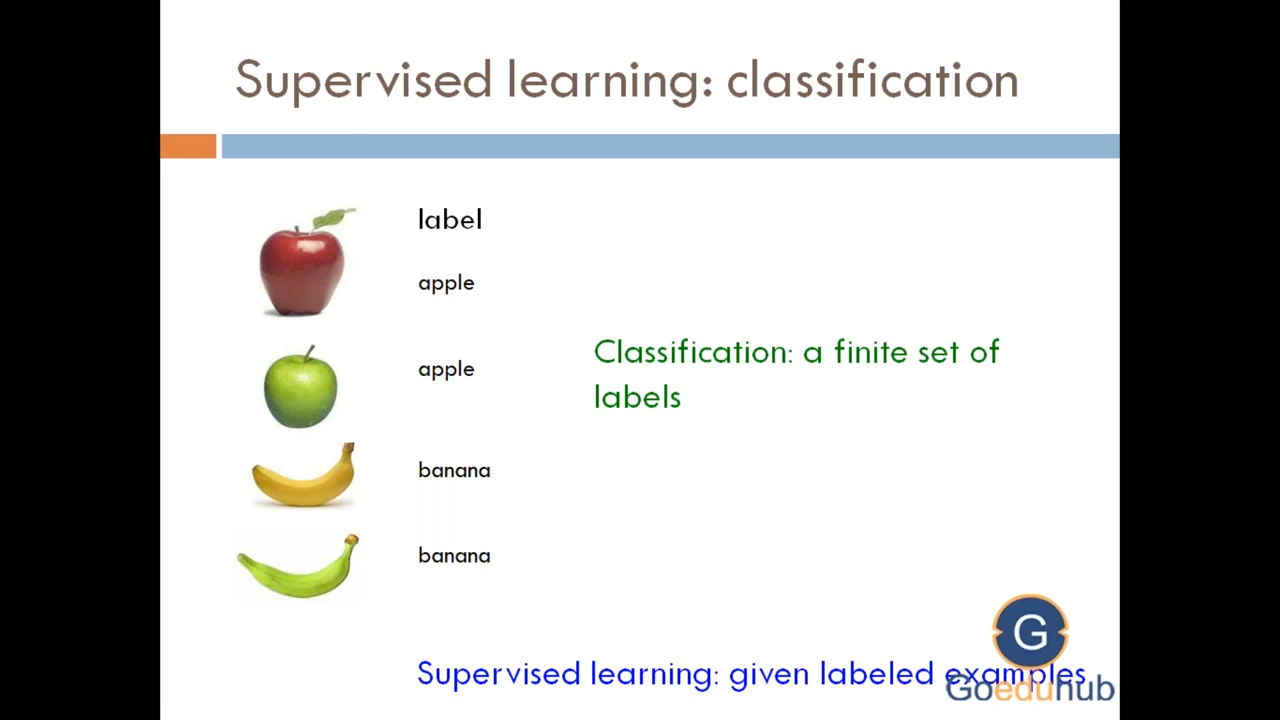 Supervised learning: classification
label
apple
apple
Classification: a finite set of
labels
banana
banana
Supervised learning: given labeled examples
G
Goeduhub